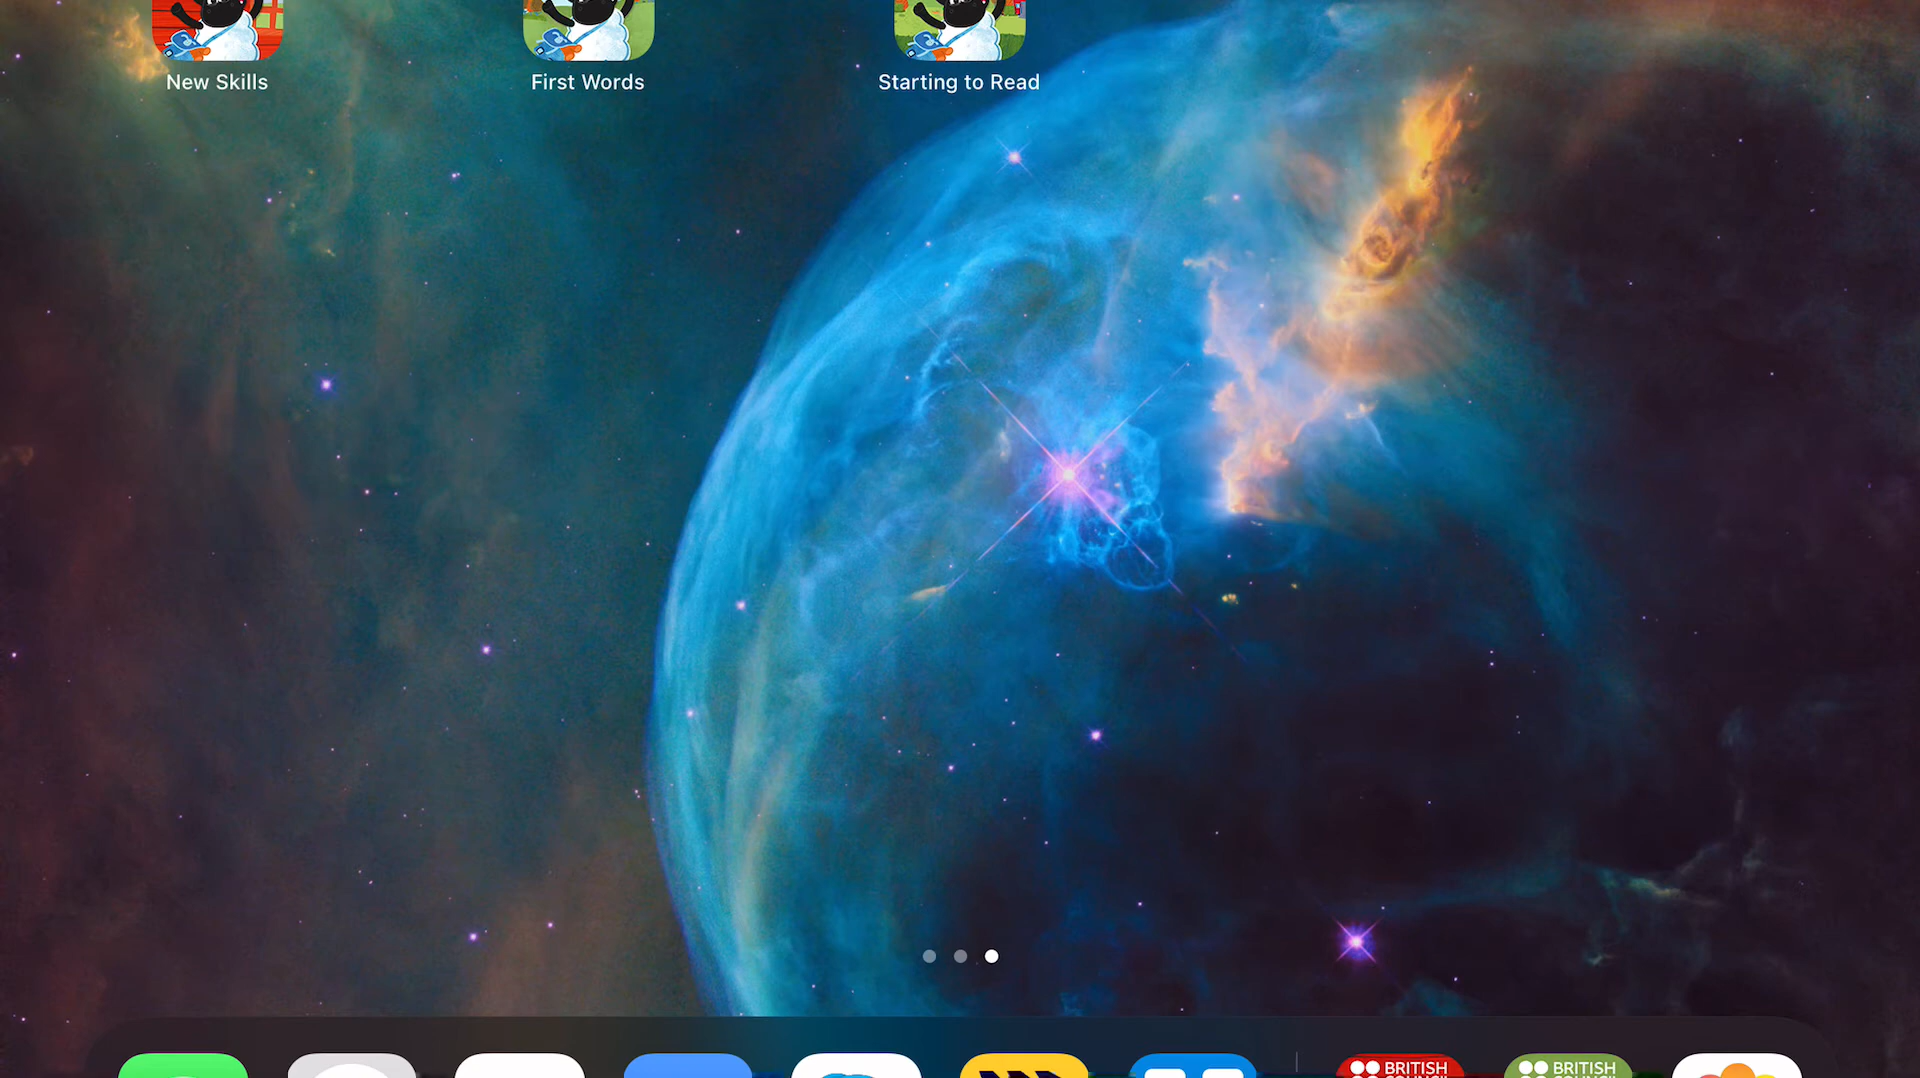 New Skills
First Words
Starting to Read
BRITISH
BRITISH